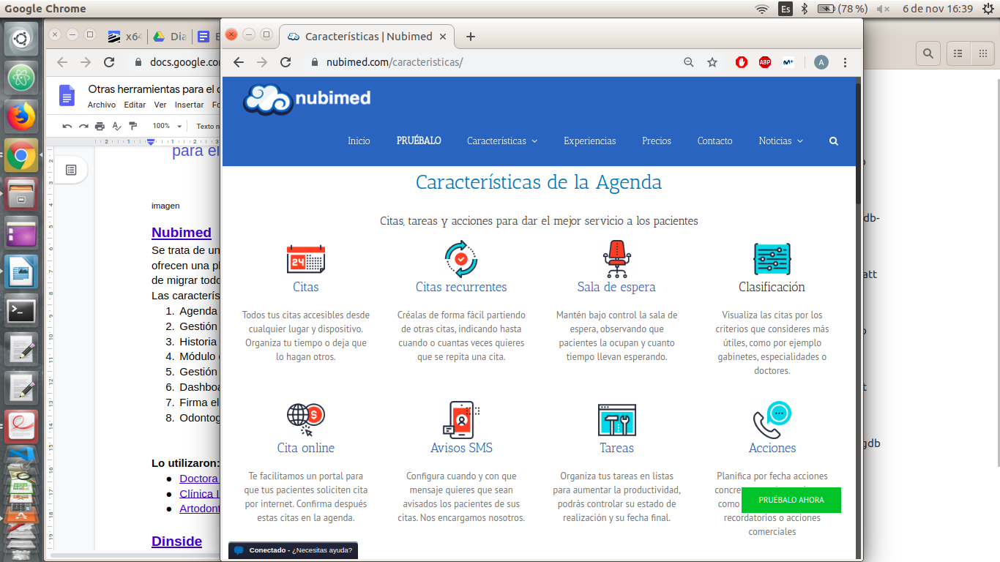 Google Chrome
Es
(78 %)
6 de nov 16:39
x64
Dia
docs.google.co
Otras herramientas para el c
Archivo Editar Ver Insertar Fo
100%
Texto n
para el
imagen
Nubimed
Se trata de un
ofrecen una pl
de migrar todo
Las caracterís
1. Agenda
2. Gestión
3. Historia
4. Módulo
5. Gestión
6. Dashboa
7. Firma el
8. Odontog
Lo utilizaron:
● Doctora
● Clínica I
● Artodont
Dinside
Características | Nubimed
nubimed.com/caracteristicas/
ABP
M+
A
nubimed
Inicio PRUÉBALO Características Experiencias Precios Contacto Noticias
Características de la Agenda
Citas, tareas y acciones para dar el mejor servicio a los pacientes
24
Citas
Todos tus citas accesibles desde
cualquier lugar y dispositivo.
Organiza tu tiempo o deja que
lo hagan otros.
Citas recurrentes
Créalas de forma fácil partiendo
de otras citas, indicando hasta
cuando o cuantas veces quieres
que se repita una cita.
Sala de espera
Mantén bajo control la sala de
espera, observando que
pacientes la ocupan y cuanto
tiempo llevan esperando.
Clasificación
Visualiza las citas por los
criterios que consideres más
útiles, como por ejemplo
gabinetes, especialidades o
doctores.
Cita online
Te facilitamos un portal para
que tus pacientes soliciten cita
por internet. Confirma después
estas citas en la agenda.
Avisos SMS
Configura cuando y con que
mensaje quieres que sean
avisados los pacientes de sus
citas. Nos encargamos nosotros.
Tareas
Organiza tus tareas en listas
para aumentar la productividad,
podrás controlar su estado de
realización y su fecha final.
Acciones
Planifica por fecha acciones
concre
como
recordatorios o acciones
comerciales
PRUÉBALO AHORA
Conectado - ¿Necesitas ayuda?
db-
att
gdb